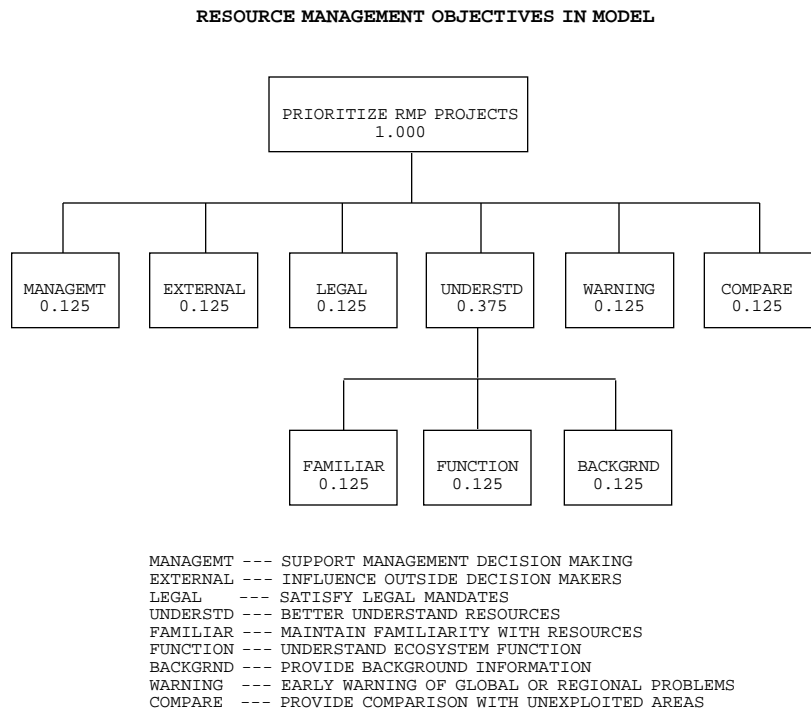 RESOURCE MANAGEMENT OBJECTIVES IN MODEL
PRIORITIZE RMP PROJECTS
1.000
MANAGEMT
0.125
EXTERNAL
0.125
LEGAL
0.125
UNDERSTD
0.375
WARNING
0.125
COMPARE
0.125
FAMILIAR
0.125
FUNCTION
0.125
BACKGRND
0.125
MANAGEMT --- SUPPORT MANAGEMENT DECISION MAKING
EXTERNAL --- INFLUENCE OUTSIDE DECISION MAKERS
LEGAL --- SATISFY LEGAL MANDATES
UNDERSTD --- BETTER UNDERSTAND RESOURCES
FAMILIAR --- MAINTAIN FAMILIARITY WITH RESOURCES
FUNCTION --- UNDERSTAND ECOSYSTEM FUNCTION
BACKGRND --- PROVIDE BACKGROUND INFORMATION
WARNING --- EARLY WARNING OF GLOBAL OR REGIONAL PROBLEMS
COMPARE --- PROVIDE COMPARISON WITH UNEXPLOITED AREAS